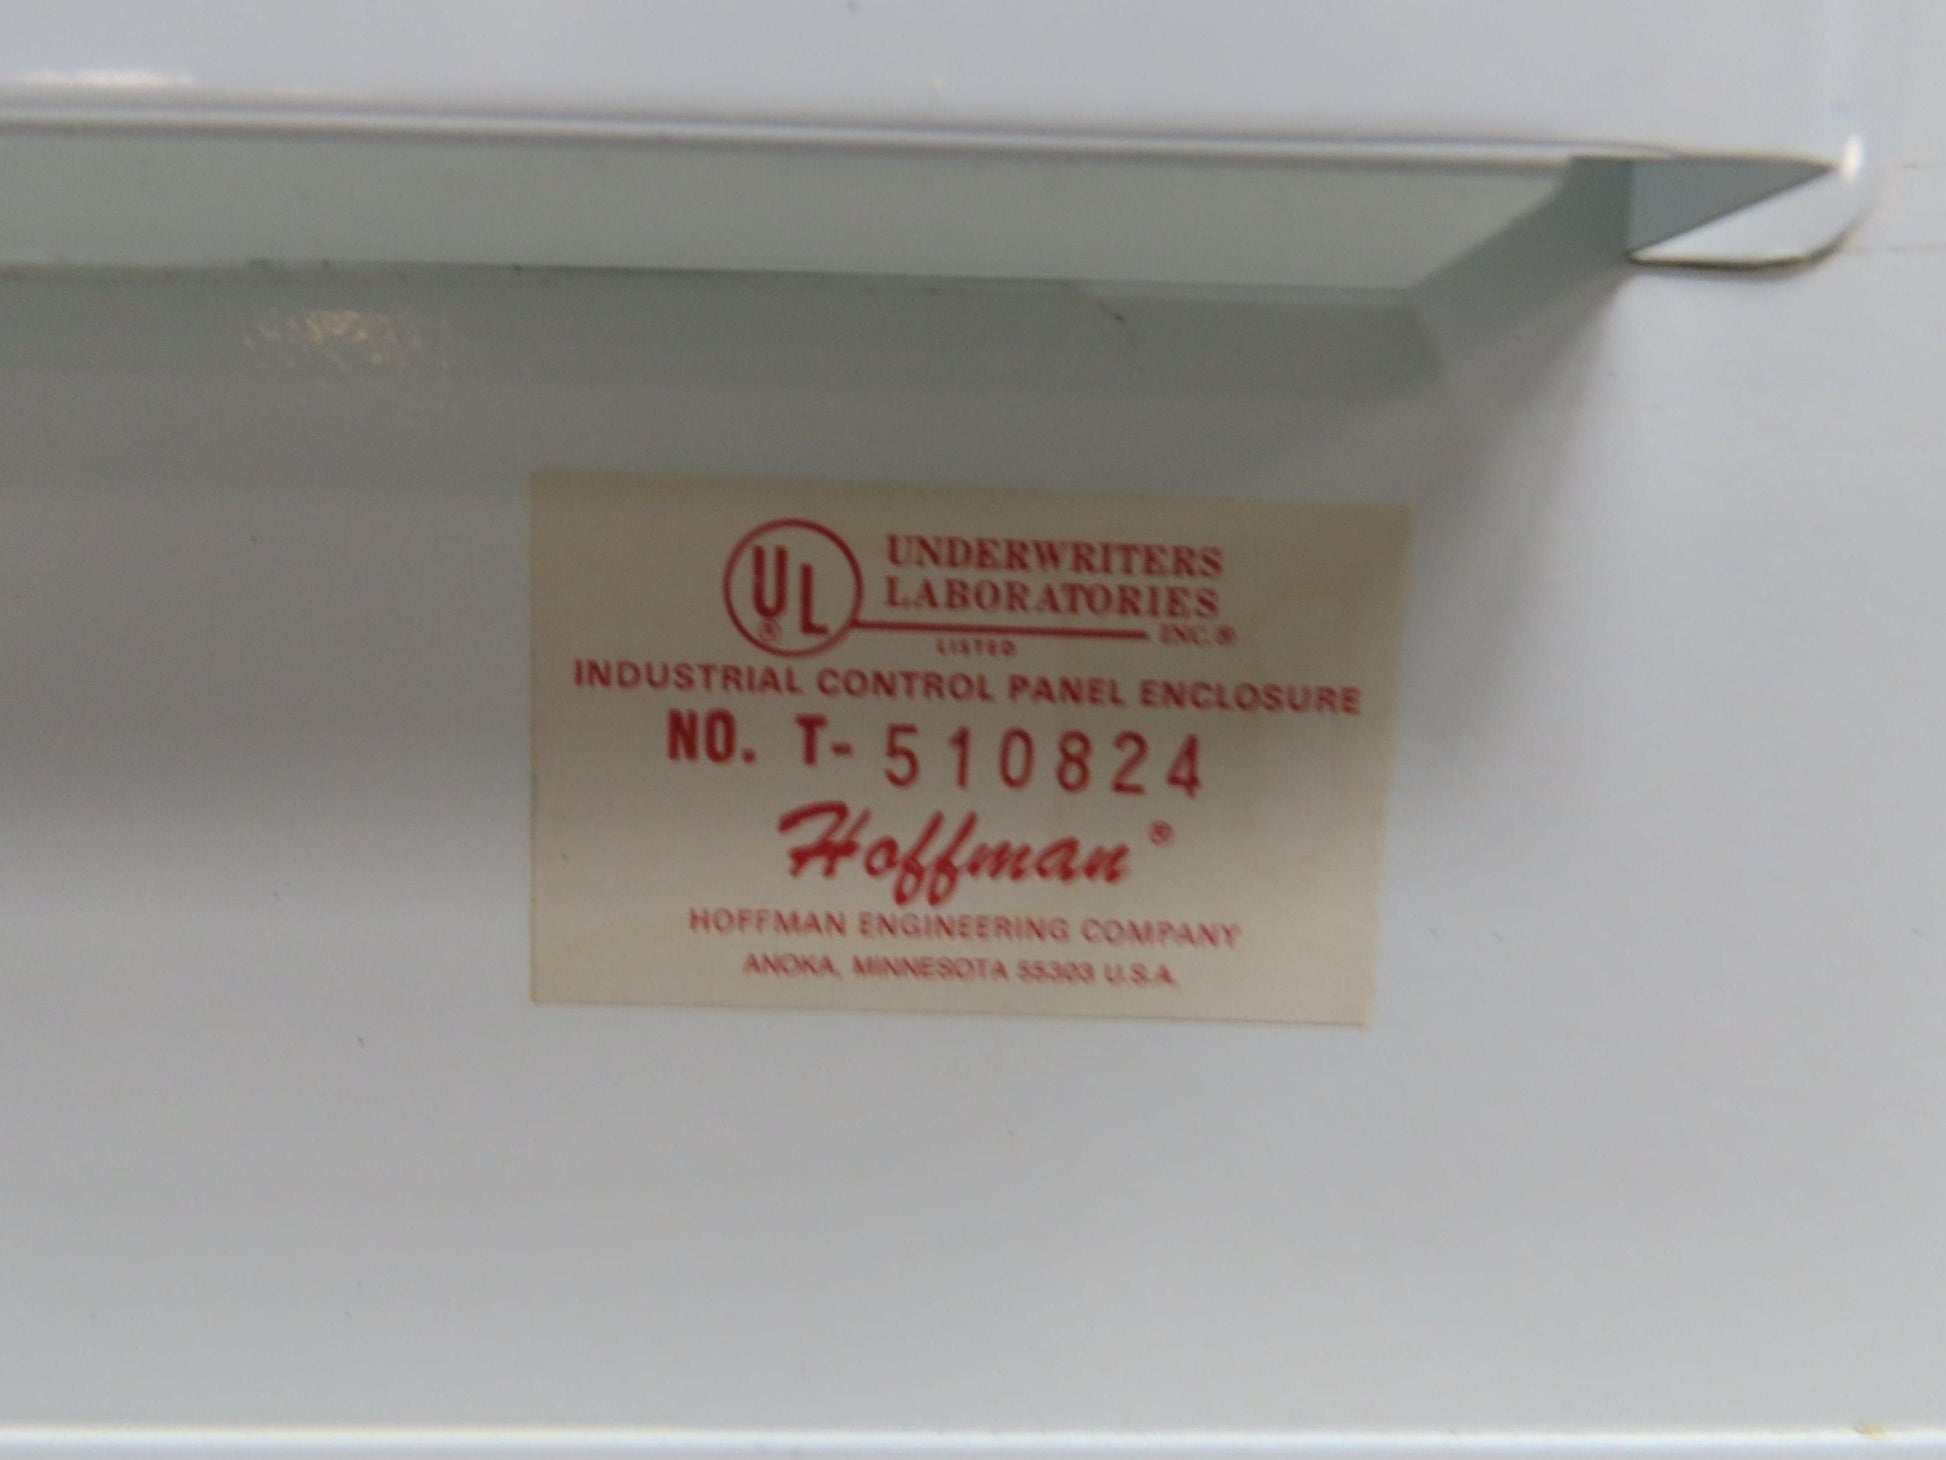 UL®
UNDERWRITERS
LABORATORIES
INC.®
LISTED
INDUSTRIAL CONTROL PANEL ENCLOSURE
NO. T- 510824
Hoffman®
HOFFMAN ENGINEERING COMPANY
ANOKA, MINNESOTA 55303 U.S.A.